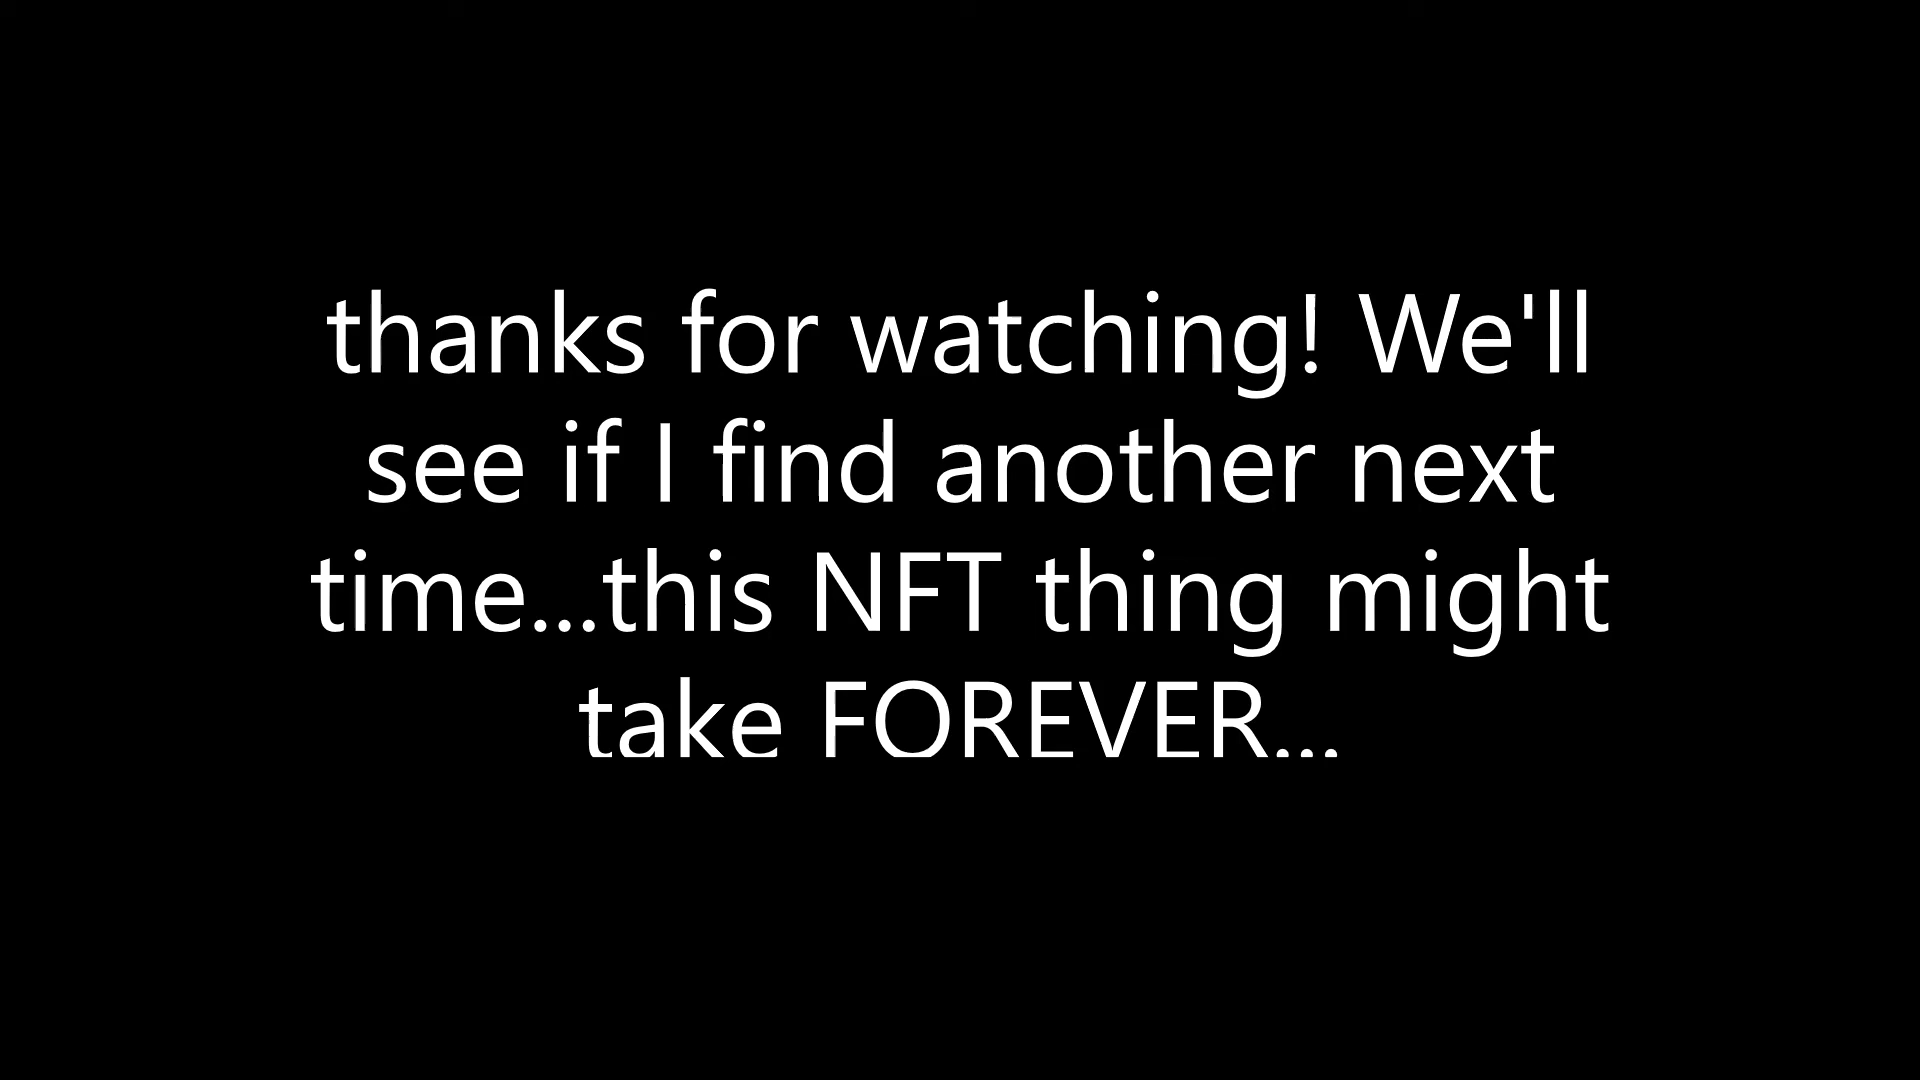 thanks for watching! We'll
see if I find another next
time...this NFT thing might
take FOREVER...